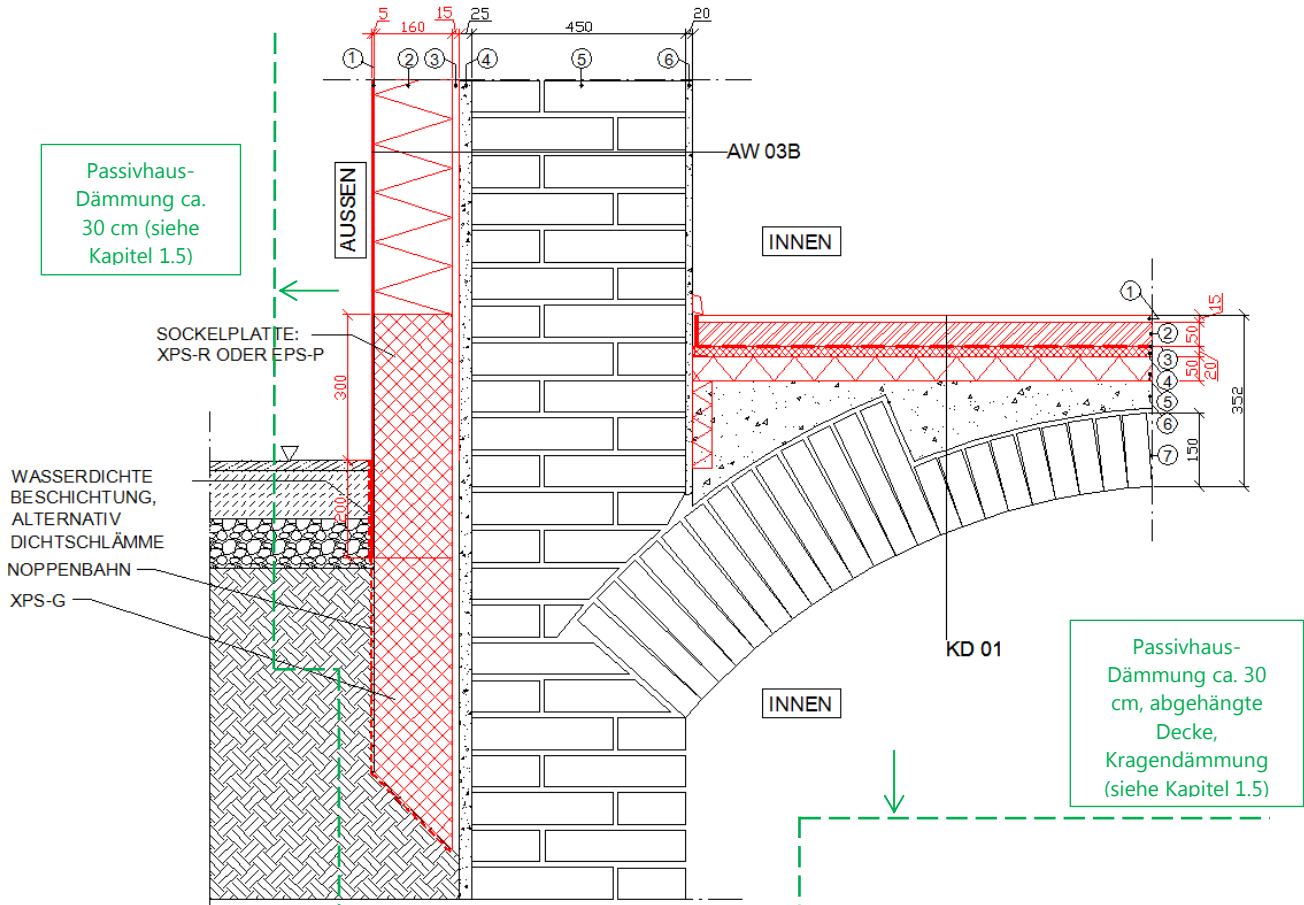 5
160
15
25
450
20
1
2
3
4
5
6
AW 03B
Passivhaus-
Dämmung ca.
30 cm (siehe
Kapitel 1.5)
AUSSEN
INNEN
SOCKELPLATTE:
XPS-R ODER EPS-P
300
200
WASSERDICHTE
BESCHICHTUNG,
ALTERNATIV
DICHTSCHLÄMME
NOPPENBAHN
XPS-G
1
2
3
4
5
6
7
15
50
20
50
352
150
KD 01
INNEN
Passivhaus-
Dämmung ca. 30
cm, abgehängte
Decke,
Kragendämmung
(siehe Kapitel 1.5)